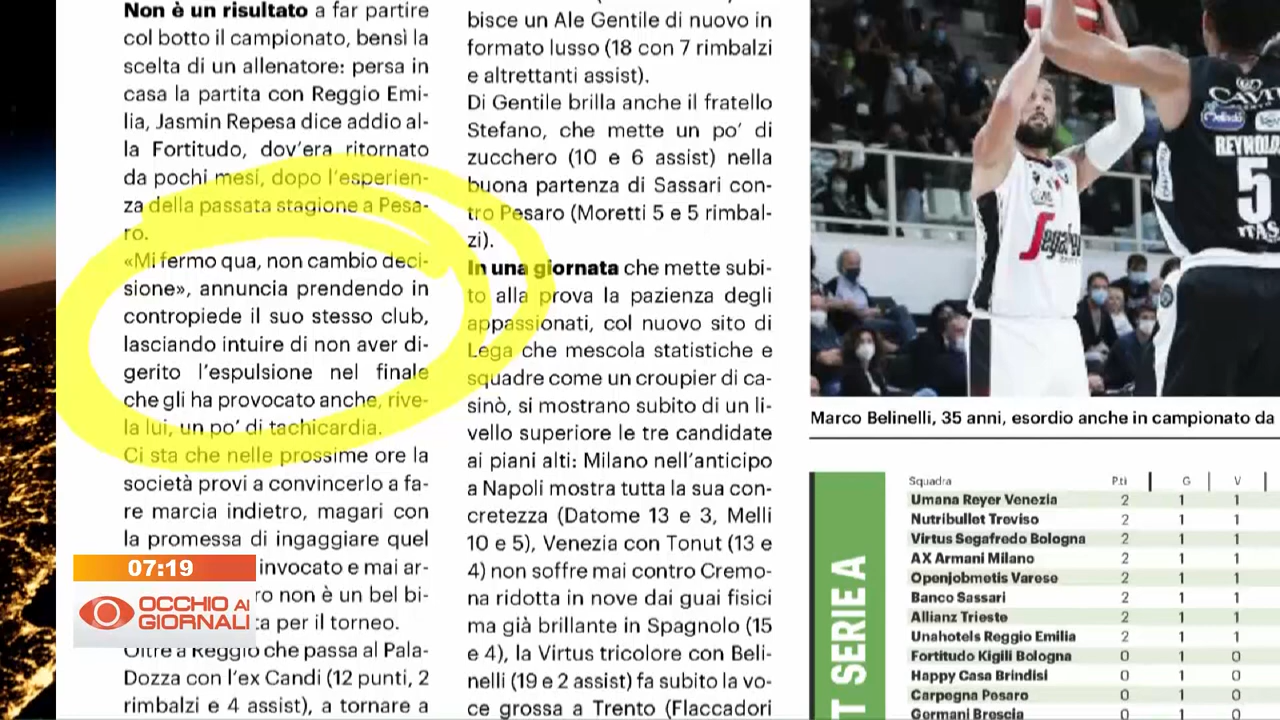 Non è un risultato a far partire
col botto il campionato, bensì la
scelta di un allenatore: persa in
casa la partita con Reggio Emi-
lia, Jasmin Repesa dice addio al-
la Fortitudo, dov'era ritornato
da pochi mesi, dopo l'esperien-
za della passata stagione a Pesa-
ro.
«Mi fermo qua, non cambio deci-
sione», annuncia prendendo in
contropiede il suo stesso club,
lasciando intuire di non aver di-
gerito l'espulsione nel finale
che gli ha provocato anche, rive-
la lui, un po' di tachicardia.
Ci sta che nelle prossime ore la
società provi a convincerlo a fa-
re marcia indietro, magari con
la promessa di ingaggiare quel
invocato e mai ar-
ro non è un bel bi-
ta per il torneo.
Oltre a Reggio che passa al Pala-
Dozza con l'ex Candi (12 punti, 2
rimbalzi e 4 assist), a tornare a
07:19
OCCHIO AI
GIORNALI
bisce un Ale Gentile di nuovo in
formato lusso (18 con 7 rimbalzi
e altrettanti assist).
Di Gentile brilla anche il fratello
Stefano, che mette un po' di
zucchero (10 e 6 assist) nella
buona partenza di Sassari con-
tro Pesaro (Moretti 5 e 5 rimbal-
zi).
In una giornata che mette subi-
to alla prova la pazienza degli
appassionati, col nuovo sito di
Lega che mescola statistiche e
squadre come un croupier di ca-
sinò, si mostrano subito di un li-
vello superiore le tre candidate
ai piani alti: Milano nell'anticipo
a Napoli mostra tutta la sua con-
cretezza (Datome 13 e 3, Melli
10 e 5), Venezia con Tonut (13 e
4) non soffre mai contro Cremo-
na ridotta in nove dai guai fisici
ma già brillante in Spagnolo (15
e 4), la Virtus tricolore con Beli-
nelli (19 e 2 assist) fa subito la vo-
ce grossa a Trento (Flaccadori
REYNOLD
5
Segafr
Marco Belinelli, 35 anni, esordio anche in campionato da
T SERIE A
Squadra P.ti G V
Umana Reyer Venezia 2 1 1
Nutribullet Treviso 2 1 1
Virtus Segafredo Bologna 2 1 1
AX Armani Milano 2 1 1
Openjobmetis Varese 2 1 1
Banco Sassari 2 1 1
Allianz Trieste 2 1 1
Unahotels Reggio Emilia 2 1 1
Fortitudo Kigili Bologna 0 1 0
Happy Casa Brindisi 0 1 0
Carpegna Pesaro 0 1 0
Germani Brescia 0 1 0